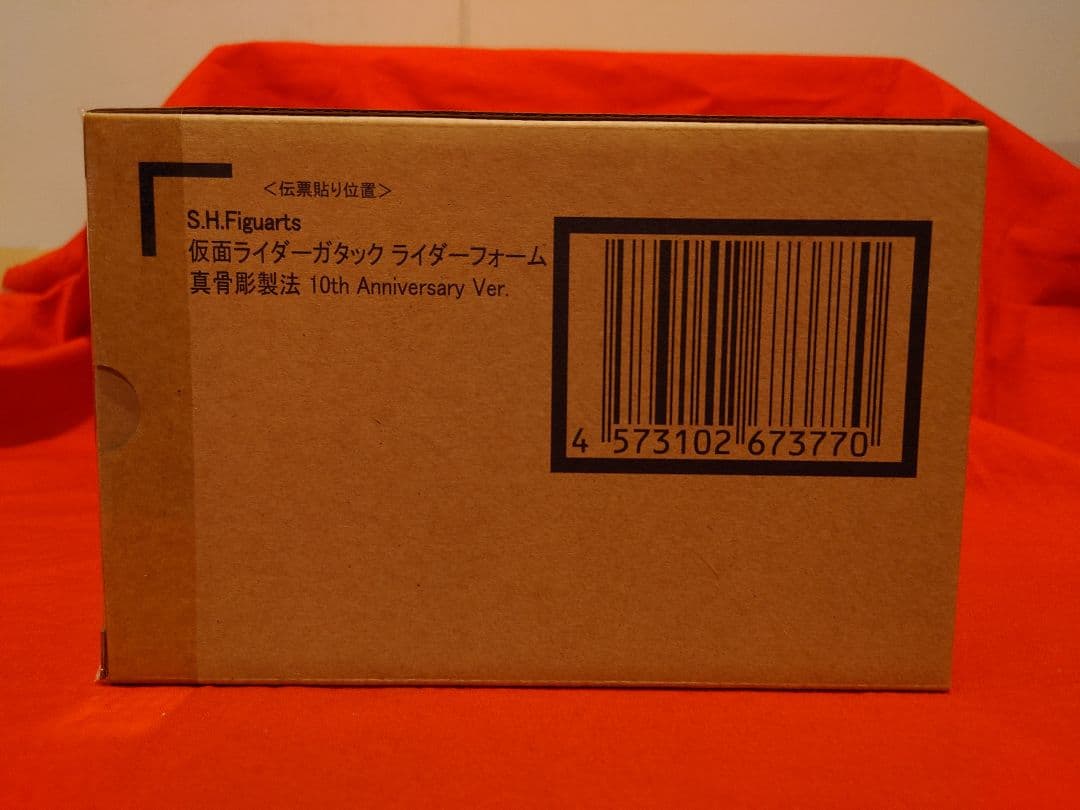 ＜伝票貼り位置＞
S.H.Figuarts
仮面ライダーガタック ライダーフォーム
真骨彫製法 10th Anniversary Ver.
4 573102 673770